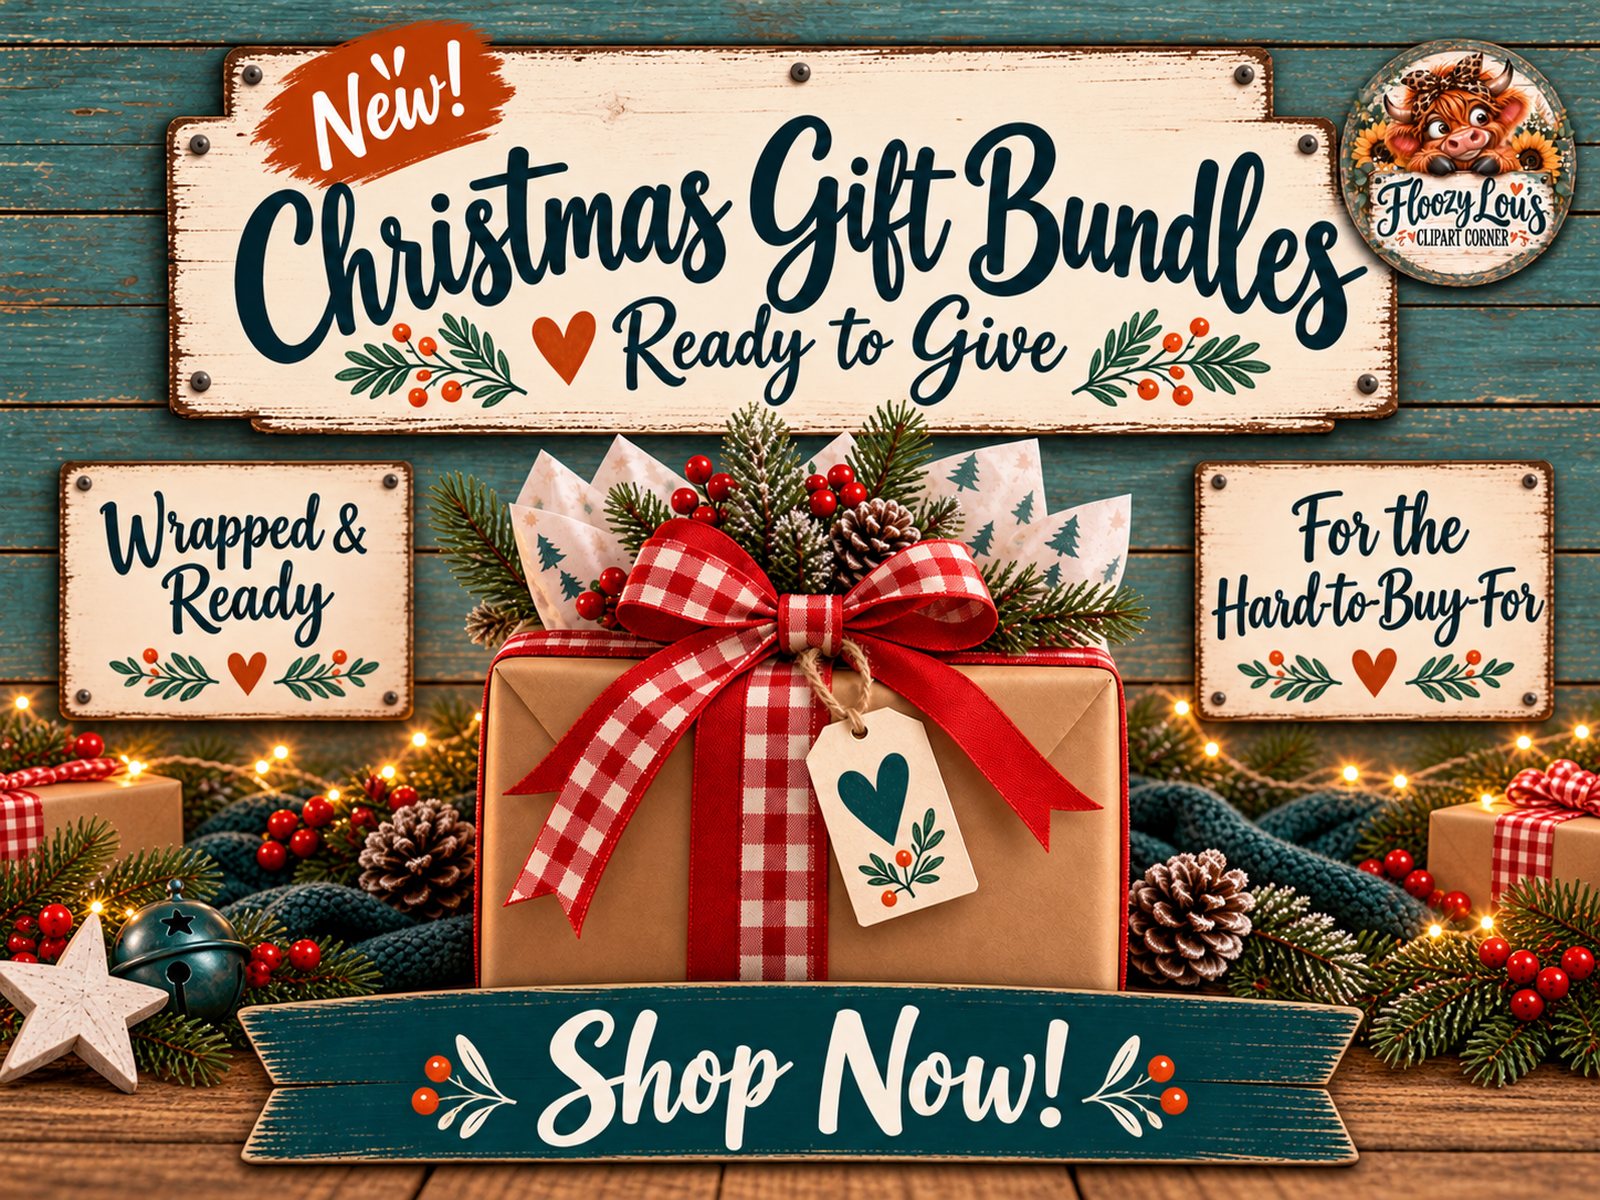 New!
Christmas Gift Bundles
Ready to Give
Floozy Lou's
CLIPART CORNER
Wrapped &
Ready
For the
Hard-to-Buy-For
Shop Now!